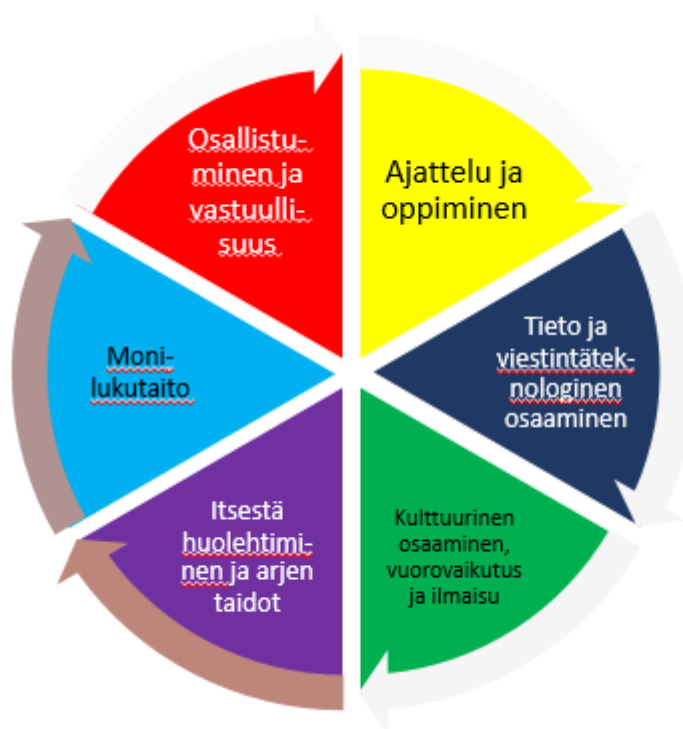 Osallistu-
minen ja
vastuulli-
suus
Ajattelu ja
oppiminen
Tieto ja
viestintätek-
nologinen
osaaminen
Kulttuurinen
osaaminen,
vuorovaikutus
ja ilmaisu
Itsestä
huolehtimi-
nen ja arjen
taidot
Moni-
lukutaito